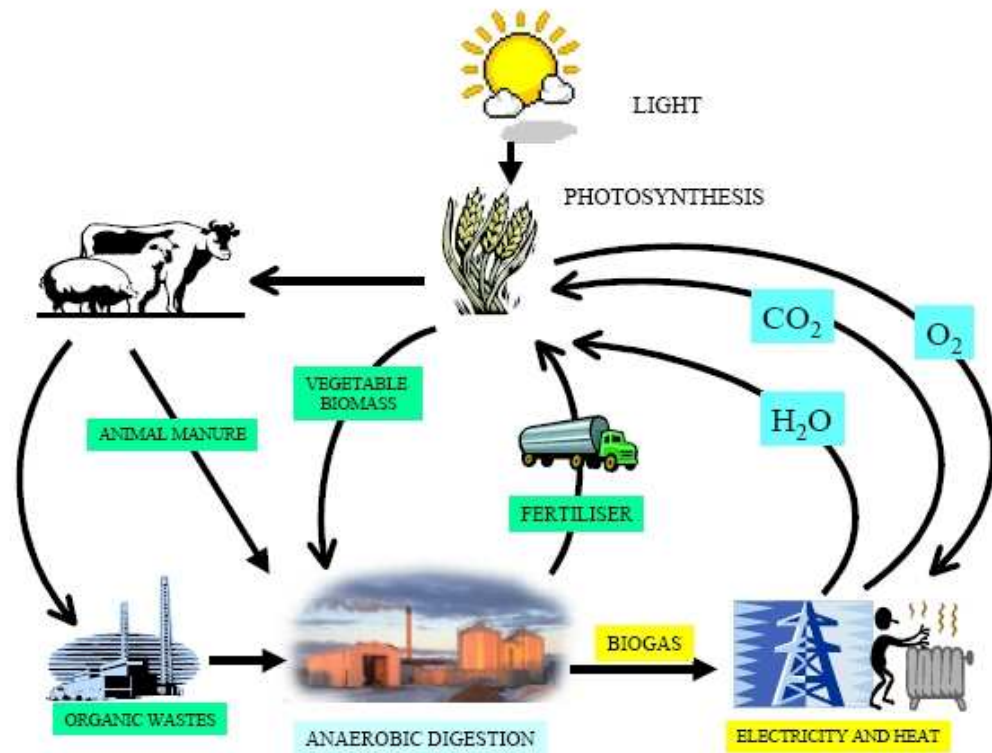 LIGHT
PHOTOSYNTHESIS
CO₂
O₂
VEGETABLE
BIOMASS
H₂O
ANIMAL MANURE
FERTILISER
BIOGAS
ORGANIC WASTES
ANAEROBIC DIGESTION
ELECTRICITY AND HEAT